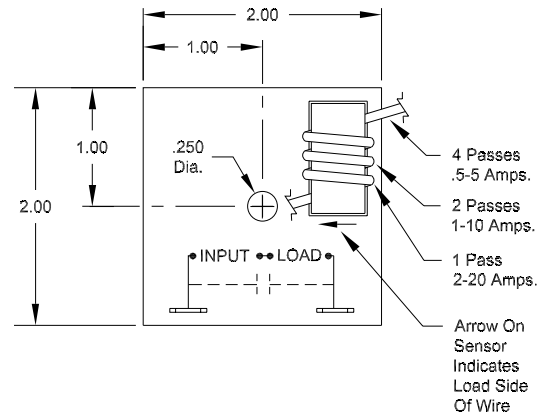 2.00
1.00
1.00
.250
Dia.
2.00
4 Passes
.5-5 Amps.
2 Passes
1-10 Amps.
1 Pass
2-20 Amps.
INPUT
LOAD
Arrow On
Sensor
Indicates
Load Side
Of Wire